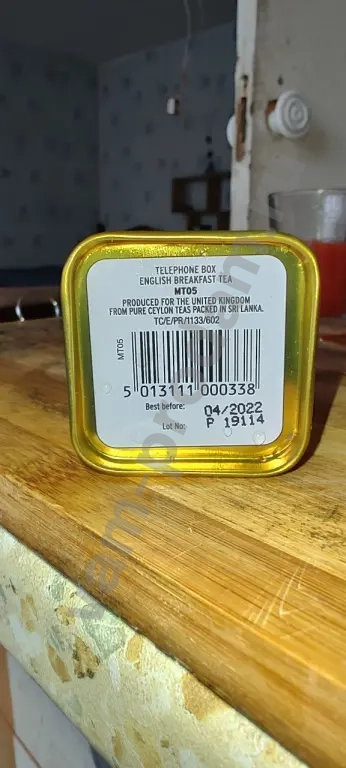 TELEPHONE BOX
ENGLISH BREAKFAST TEA
MT05
PRODUCED FOR THE UNITED KINGDOM
FROM PURE CEYLON TEAS PACKED IN SRI LANKA.
TC/E/PR/1133/602
MT05
5 013111 000338
Best before: 04/2022
Lot No: P 19114